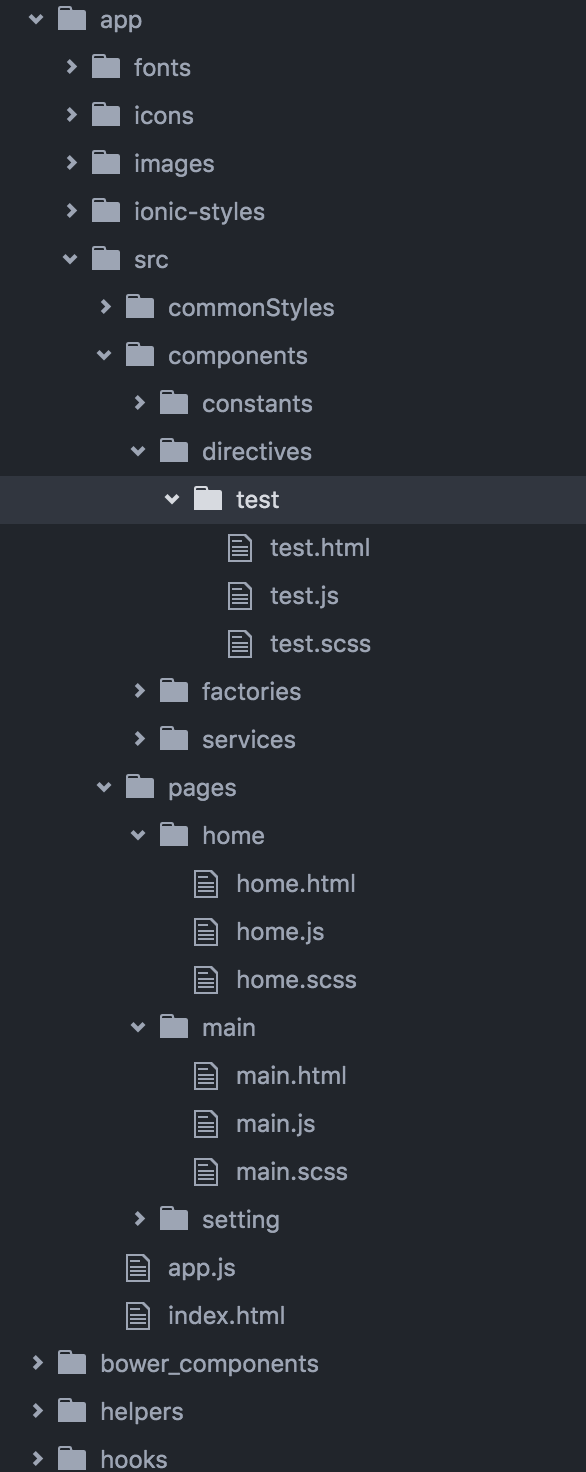 app
fonts
icons
images
ionic-styles
src
commonStyles
components
constants
directives
test
test.html
test.js
test.scss
factories
services
pages
home
home.html
home.js
home.scss
main
main.html
main.js
main.scss
setting
app.js
index.html
bower_components
helpers
hooks